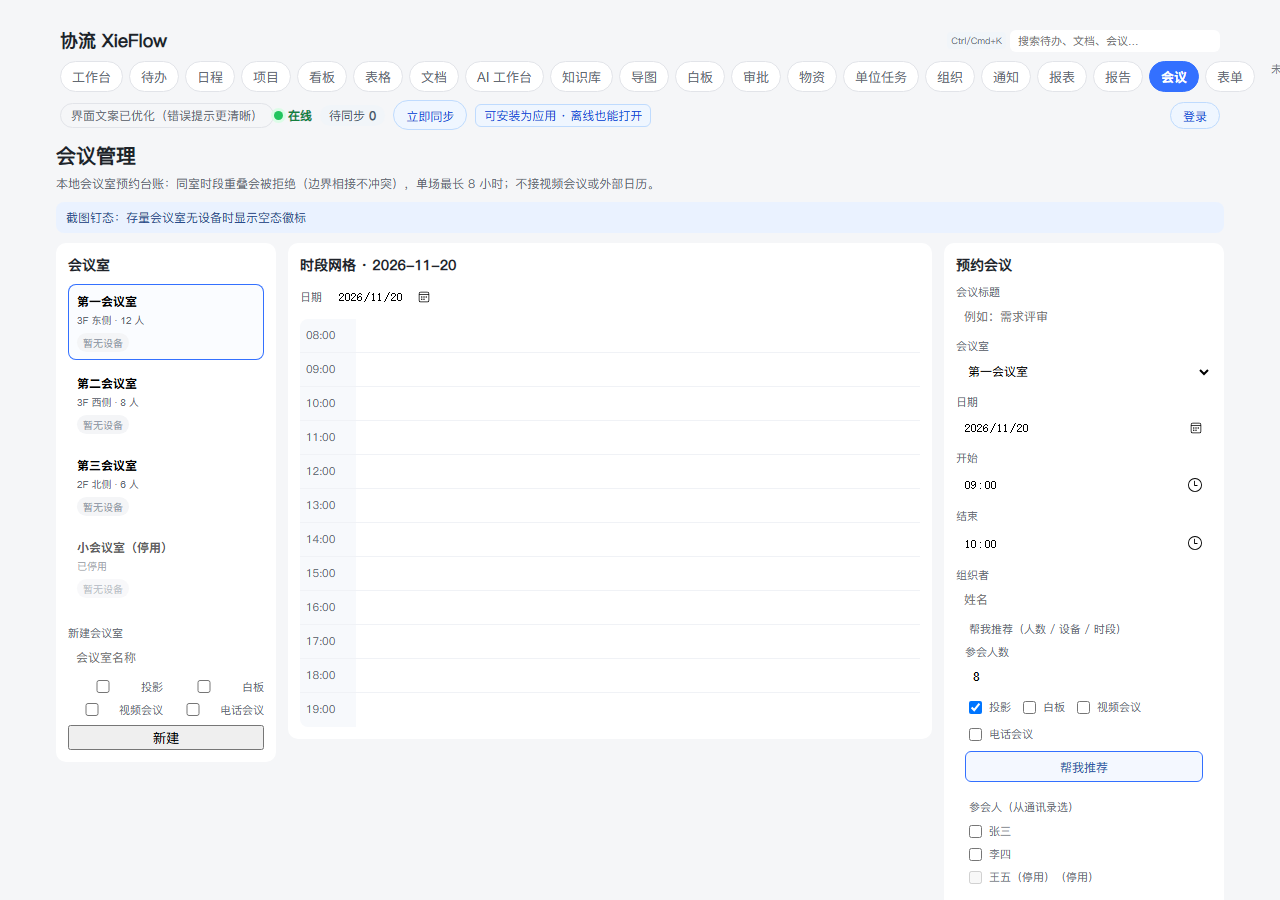 协流 XieFlow
Ctrl/Cmd+K
搜索待办、文档、会议...
工作台 待办 日程 项目 看板 表格 文档 AI 工作台 知识库 导图 白板 审批 物资 单位任务 组织 通知 报表 报告 会议 表单 未
界面文案已优化（错误提示更清晰） 在线 待同步 0 立即同步 可安装为应用 · 离线也能打开 登录
会议管理
本地会议室预约台账：同室时段重叠会被拒绝（边界相接不冲突），单场最长 8 小时；不接视频会议或外部日历。
截图钉态：存量会议室无设备时显示空态徽标
会议室
第一会议室
3F 东侧 · 12 人
暂无设备
第二会议室
3F 西侧 · 8 人
暂无设备
第三会议室
2F 北侧 · 6 人
暂无设备
小会议室（停用）
已停用
暂无设备
新建会议室
会议室名称
投影 白板
视频会议 电话会议
新建
时段网格 · 2026-11-20
日期 2026/11/20
08:00
09:00
10:00
11:00
12:00
13:00
14:00
15:00
16:00
17:00
18:00
19:00
预约会议
会议标题
例如：需求评审
会议室
第一会议室
日期
2026/11/20
开始
09:00
结束
10:00
组织者
姓名
帮我推荐（人数 / 设备 / 时段）
参会人数
8
投影 白板 视频会议
电话会议
帮我推荐
参会人（从通讯录选）
张三
李四
王五（停用）（停用）